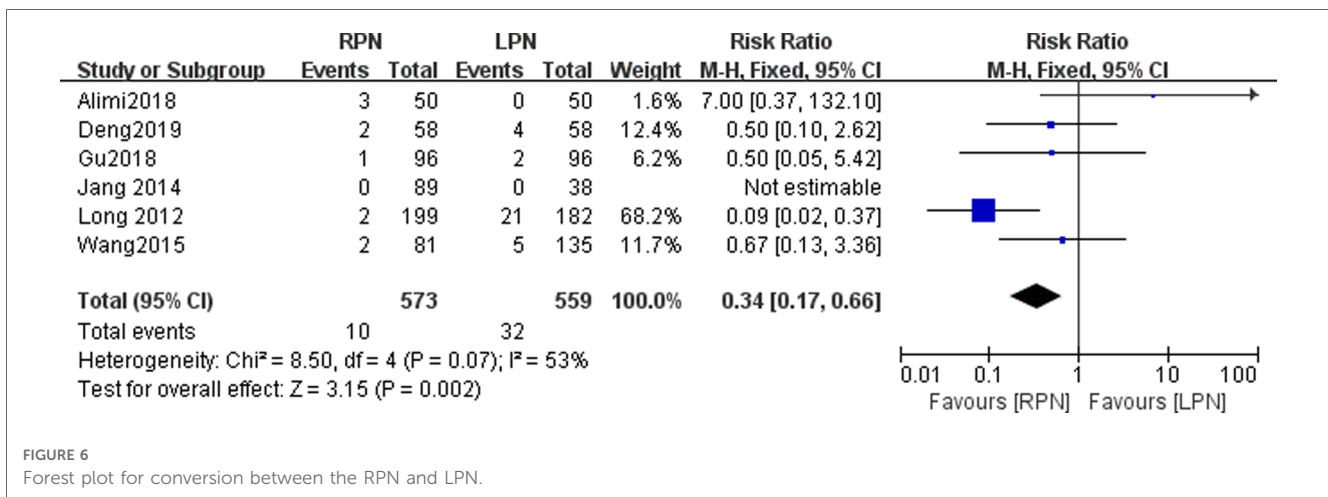 RPN LPN Risk Ratio Risk Ratio
Study or Subgroup Events Total Events Total Weight M-H, Fixed, 95% CI M-H, Fixed, 95% CI
Alimi2018 3 50 0 50 1.6% 7.00 [0.37, 132.10]
Deng2019 2 58 4 58 12.4% 0.50 [0.10, 2.62]
Gu2018 1 96 2 96 6.2% 0.50 [0.05, 5.42]
Jang 2014 0 89 0 38 Not estimable
Long 2012 2 199 21 182 68.2% 0.09 [0.02, 0.37]
Wang2015 2 81 5 135 11.7% 0.67 [0.13, 3.36]
Total (95% CI) 573 559 100.0% 0.34 [0.17, 0.66]
Total events 10 32
Heterogeneity: Chi² = 8.50, df = 4 (P = 0.07); I² = 53%
Test for overall effect: Z = 3.15 (P = 0.002)
0.01 0.1 1 10 100
Favours [RPN] Favours [LPN]
FIGURE 6
Forest plot for conversion between the RPN and LPN.